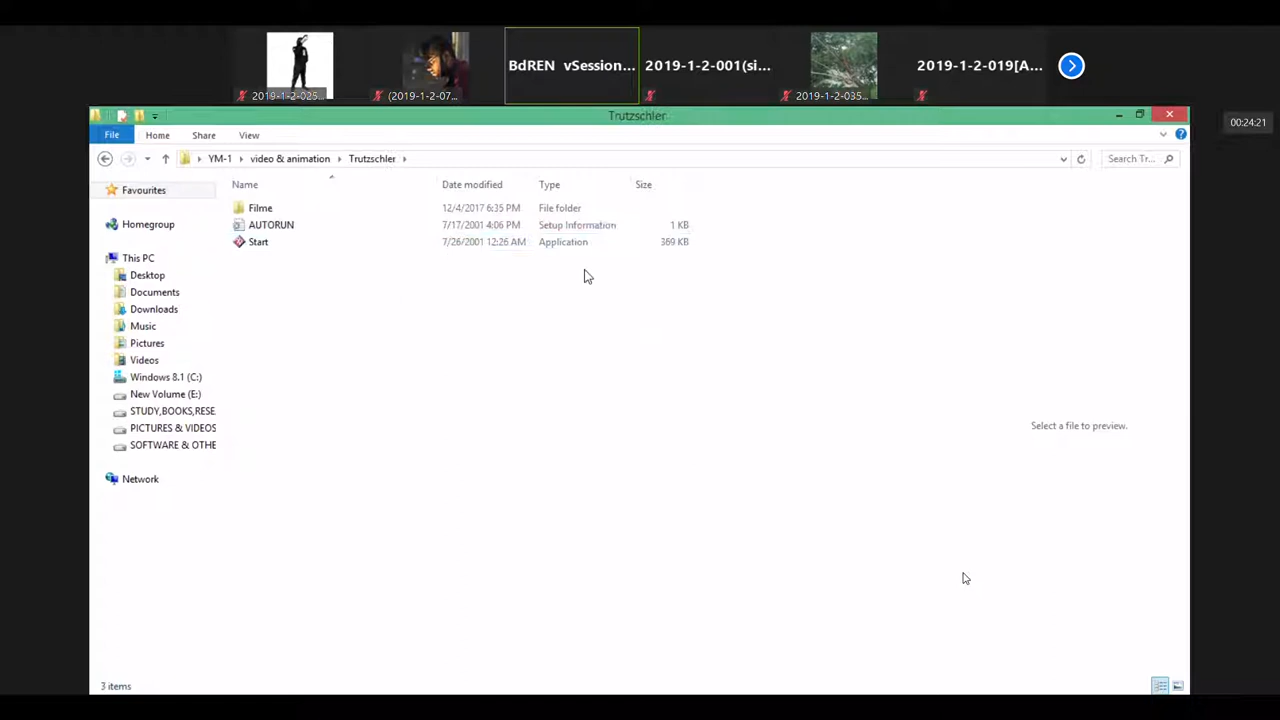 BdREN vSession...
2019-1-2-001(si...
2019-1-2-019[A...
2019-1-2-025...
(2019-1-2-07...
2019-1-2-035...
Trutzschler
00:24:21
File
Home
Share
View
YM-1
video & animation
Trutzschler
Search Tr...
Name
Date modified
Type
Size
Favourites
Homegroup
This PC
Desktop
Documents
Downloads
Music
Pictures
Videos
Windows 8.1 (C:)
New Volume (E:)
STUDY,BOOKS,RESE
PICTURES & VIDEOS
SOFTWARE & OTHE
Network
Filme 12/4/2017 6:35 PM File folder
AUTORUN 7/17/2001 4:06 PM Setup Information 1 KB
Start 7/26/2001 12:26 AM Application 369 KB
Select a file to preview.
3 items